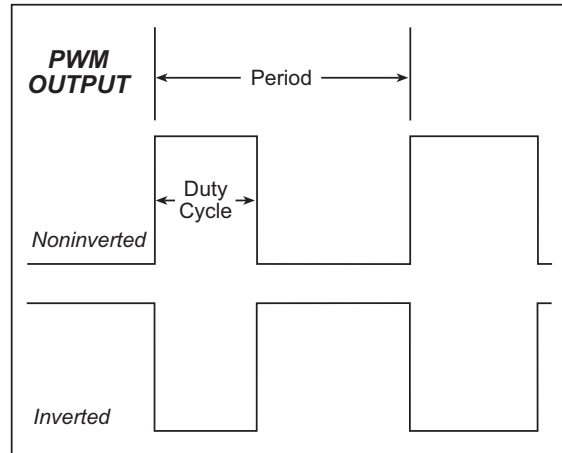 PWM
OUTPUT
Period
Duty
Cycle
Noninverted
Inverted